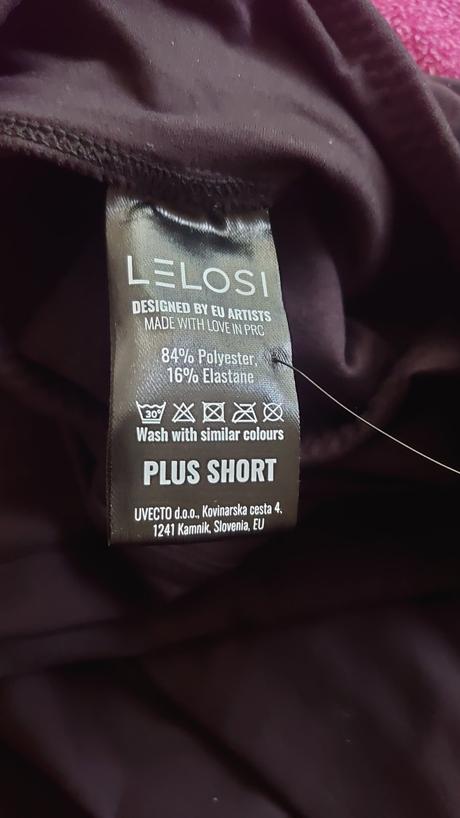 LELOSI
DESIGNED BY EU ARTISTS
MADE WITH LOVE IN PRC
84% Polyester,
16% Elastane
30°
Wash with similar colours
PLUS SHORT
UVECTO d.o.o., Kovinarska cesta 4,
1241 Kamnik, Slovenia, EU